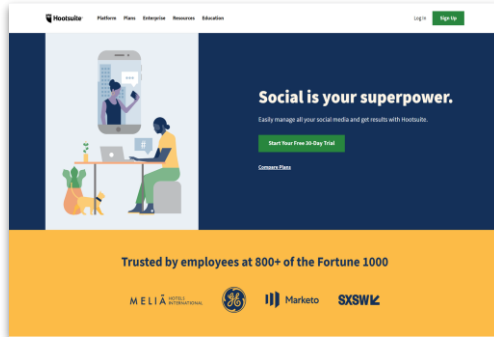 Hootsuite
Platform Plans Enterprise Resources Education
Log In
Sign Up
Social is your superpower.
Easily manage all your social media and get results with Hootsuite.
Start Your Free 30-Day Trial
Compare Plans
#
Trusted by employees at 800+ of the Fortune 1000
MELIÃ HOTELS INTERNATIONAL
Marketo
SXSW